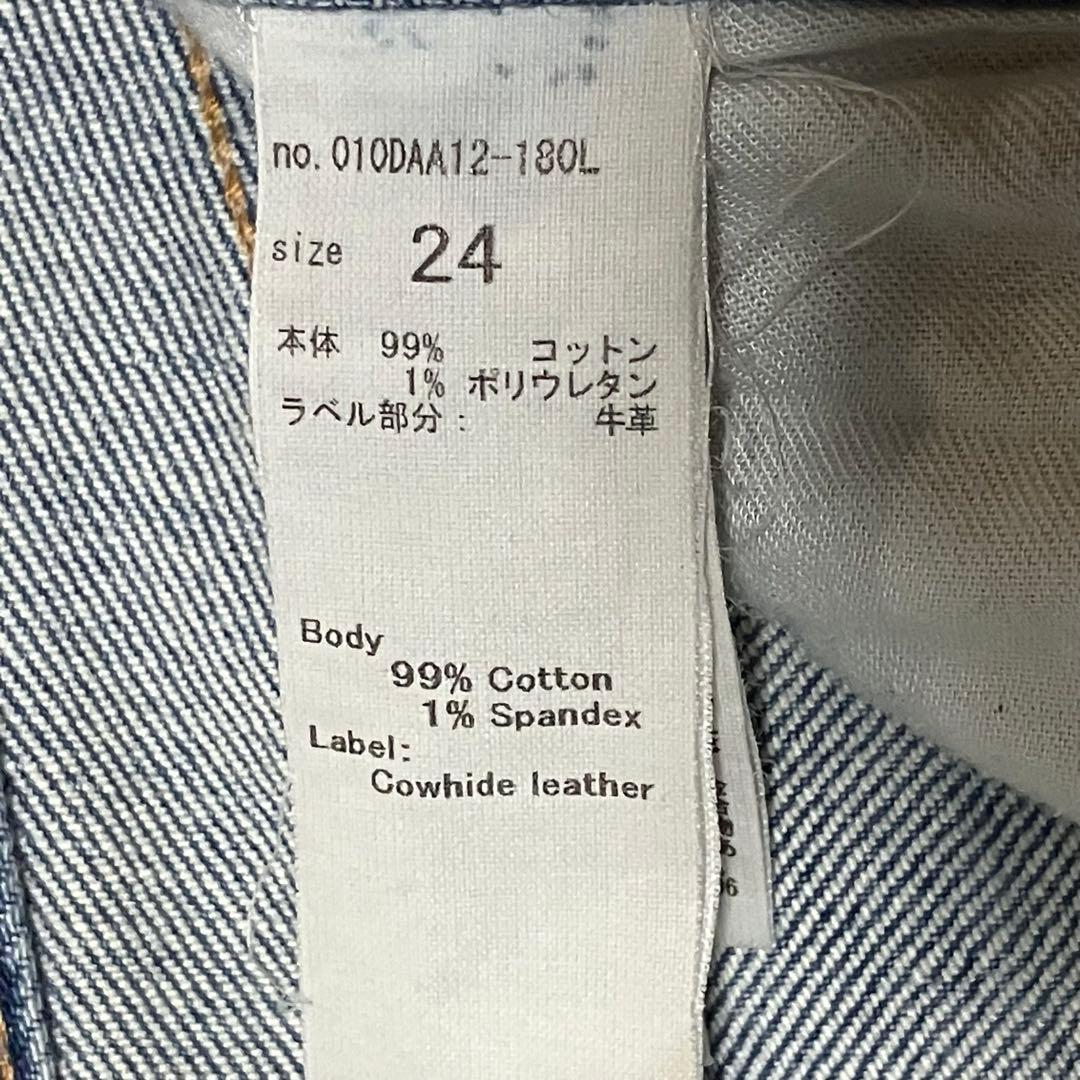 no. 010DAA12-180L
size 24
本体 99% コットン
1% ポリウレタン
ラベル部分: 牛革
Body
99% Cotton
1% Spandex
Label:
Cowhide leather